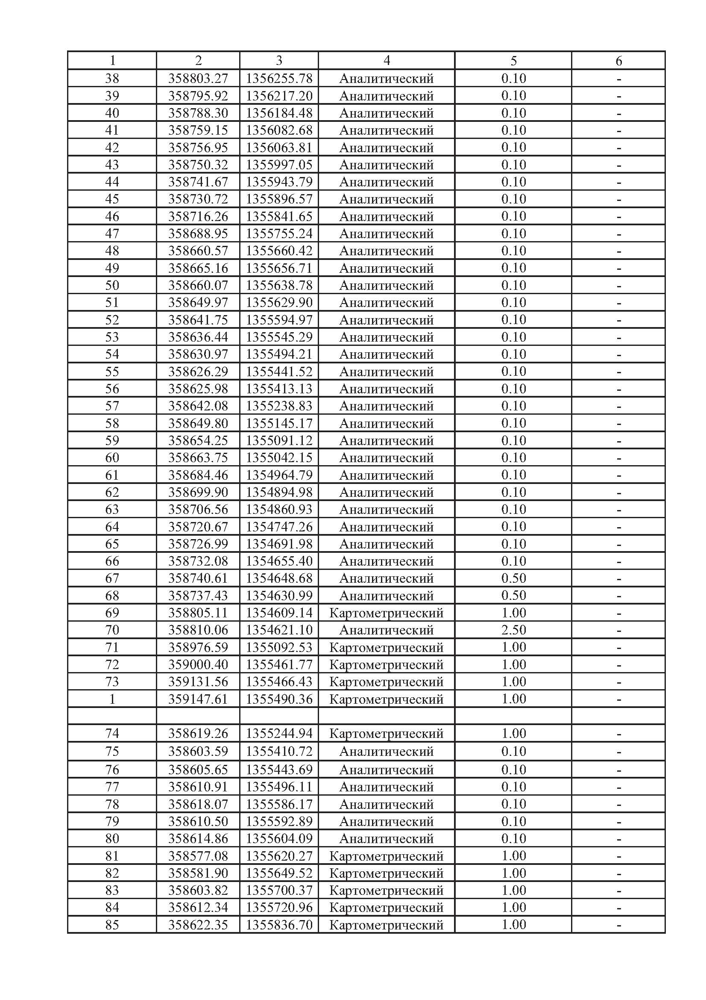 1 2 3 4 5 6
38 358803.27 1356255.78 Аналитический 0.10 -
39 358795.92 1356217.20 Аналитический 0.10 -
40 358788.30 1356184.48 Аналитический 0.10 -
41 358759.15 1356082.68 Аналитический 0.10 -
42 358756.95 1356063.81 Аналитический 0.10 -
43 358750.32 1355997.05 Аналитический 0.10 -
44 358741.67 1355943.79 Аналитический 0.10 -
45 358730.72 1355896.57 Аналитический 0.10 -
46 358716.26 1355841.65 Аналитический 0.10 -
47 358688.95 1355755.24 Аналитический 0.10 -
48 358660.57 1355660.42 Аналитический 0.10 -
49 358665.16 1355656.71 Аналитический 0.10 -
50 358660.07 1355638.78 Аналитический 0.10 -
51 358649.97 1355629.90 Аналитический 0.10 -
52 358641.75 1355594.97 Аналитический 0.10 -
53 358636.44 1355545.29 Аналитический 0.10 -
54 358630.97 1355494.21 Аналитический 0.10 -
55 358626.29 1355441.52 Аналитический 0.10 -
56 358625.98 1355413.13 Аналитический 0.10 -
57 358642.08 1355238.83 Аналитический 0.10 -
58 358649.80 1355145.17 Аналитический 0.10 -
59 358654.25 1355091.12 Аналитический 0.10 -
60 358663.75 1355042.15 Аналитический 0.10 -
61 358684.46 1354964.79 Аналитический 0.10 -
62 358699.90 1354894.98 Аналитический 0.10 -
63 358706.56 1354860.93 Аналитический 0.10 -
64 358720.67 1354747.26 Аналитический 0.10 -
65 358726.99 1354691.98 Аналитический 0.10 -
66 358732.08 1354655.40 Аналитический 0.10 -
67 358740.61 1354648.68 Аналитический 0.50 -
68 358737.43 1354630.99 Аналитический 0.50 -
69 358805.11 1354609.14 Картометрический 1.00 -
70 358810.06 1354621.10 Аналитический 2.50 -
71 358976.59 1355092.53 Картометрический 1.00 -
72 359000.40 1355461.77 Картометрический 1.00 -
73 359131.56 1355466.43 Картометрический 1.00 -
1 359147.61 1355490.36 Картометрический 1.00 -
74 358619.26 1355244.94 Картометрический 1.00 -
75 358603.59 1355410.72 Аналитический 0.10 -
76 358605.65 1355443.69 Аналитический 0.10 -
77 358610.91 1355496.11 Аналитический 0.10 -
78 358618.07 1355586.17 Аналитический 0.10 -
79 358610.50 1355592.89 Аналитический 0.10 -
80 358614.86 1355604.09 Аналитический 0.10 -
81 358577.08 1355620.27 Картометрический 1.00 -
82 358581.90 1355649.52 Картометрический 1.00 -
83 358603.82 1355700.37 Картометрический 1.00 -
84 358612.34 1355720.96 Картометрический 1.00 -
85 358622.35 1355836.70 Картометрический 1.00 -